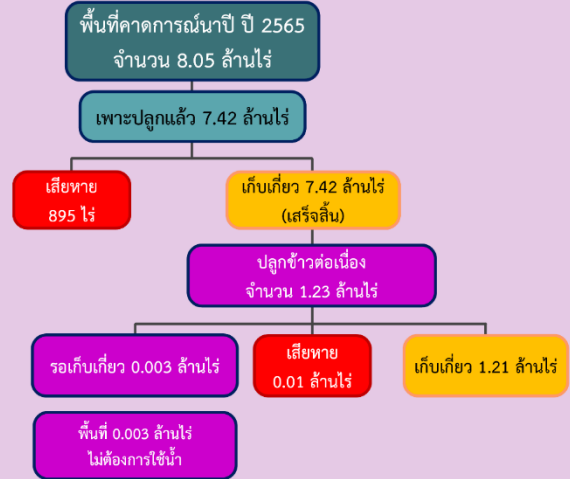 พื้นที่คาดการณ์นาปี ปี 2565
จำนวน 8.05 ล้านไร่
เพาะปลูกแล้ว 7.42 ล้านไร่
เสียหาย
895 ไร่
เก็บเกี่ยว 7.42 ล้านไร่
(เสร็จสิ้น)
ปลูกข้าวต่อเนื่อง
จำนวน 1.23 ล้านไร่
รอเก็บเกี่ยว 0.003 ล้านไร่
เสียหาย
0.01 ล้านไร่
เก็บเกี่ยว 1.21 ล้านไร่
พื้นที่ 0.003 ล้านไร่
ไม่ต้องการใช้น้ำ